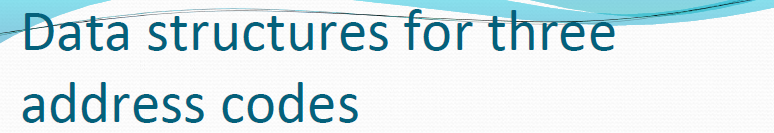 Data structures for three
address codes